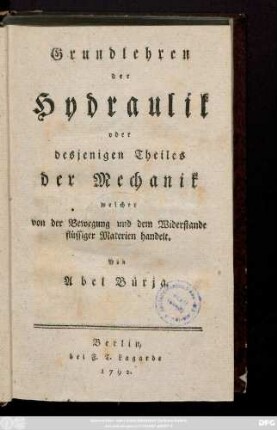 Grundlehren
der
Hydraulik
oder
desjenigen Theiles
der Mechanik
welcher
von der Bewegung und dem Widerstande
flüssiger Materien handelt.
Von
Abel Bürja.
Berlin,
bei F. T. Lagarde
1792.